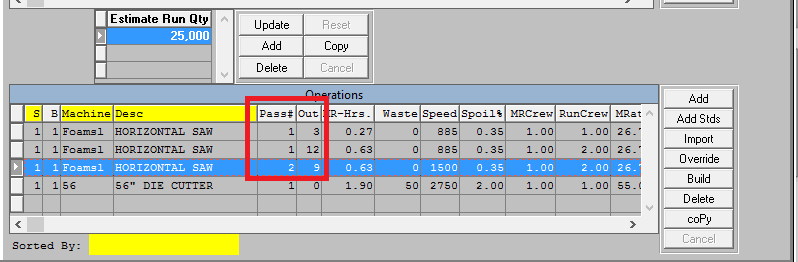 Estimate Run Qty
25,000
Update Reset
Add Copy
Delete Cancel
Operations
S B Machine Desc Pass# Out MR-Hrs. Waste Speed Spoil% MRCrew RunCrew MRat
1 1 Foams1 HORIZONTAL SAW 1 3 0.27 0 885 0.35 1.00 1.00 26.7
1 1 Foams1 HORIZONTAL SAW 1 12 0.63 0 885 0.35 1.00 2.00 26.7
1 1 Foams1 HORIZONTAL SAW 2 9 0.63 0 1500 0.35 1.00 2.00 26.7
1 1 56 56" DIE CUTTER 1 0 1.90 50 2750 2.00 1.00 1.00 55.0
Add
Add Stds
Import
Override
Build
Delete
coPy
Cancel
Sorted By: